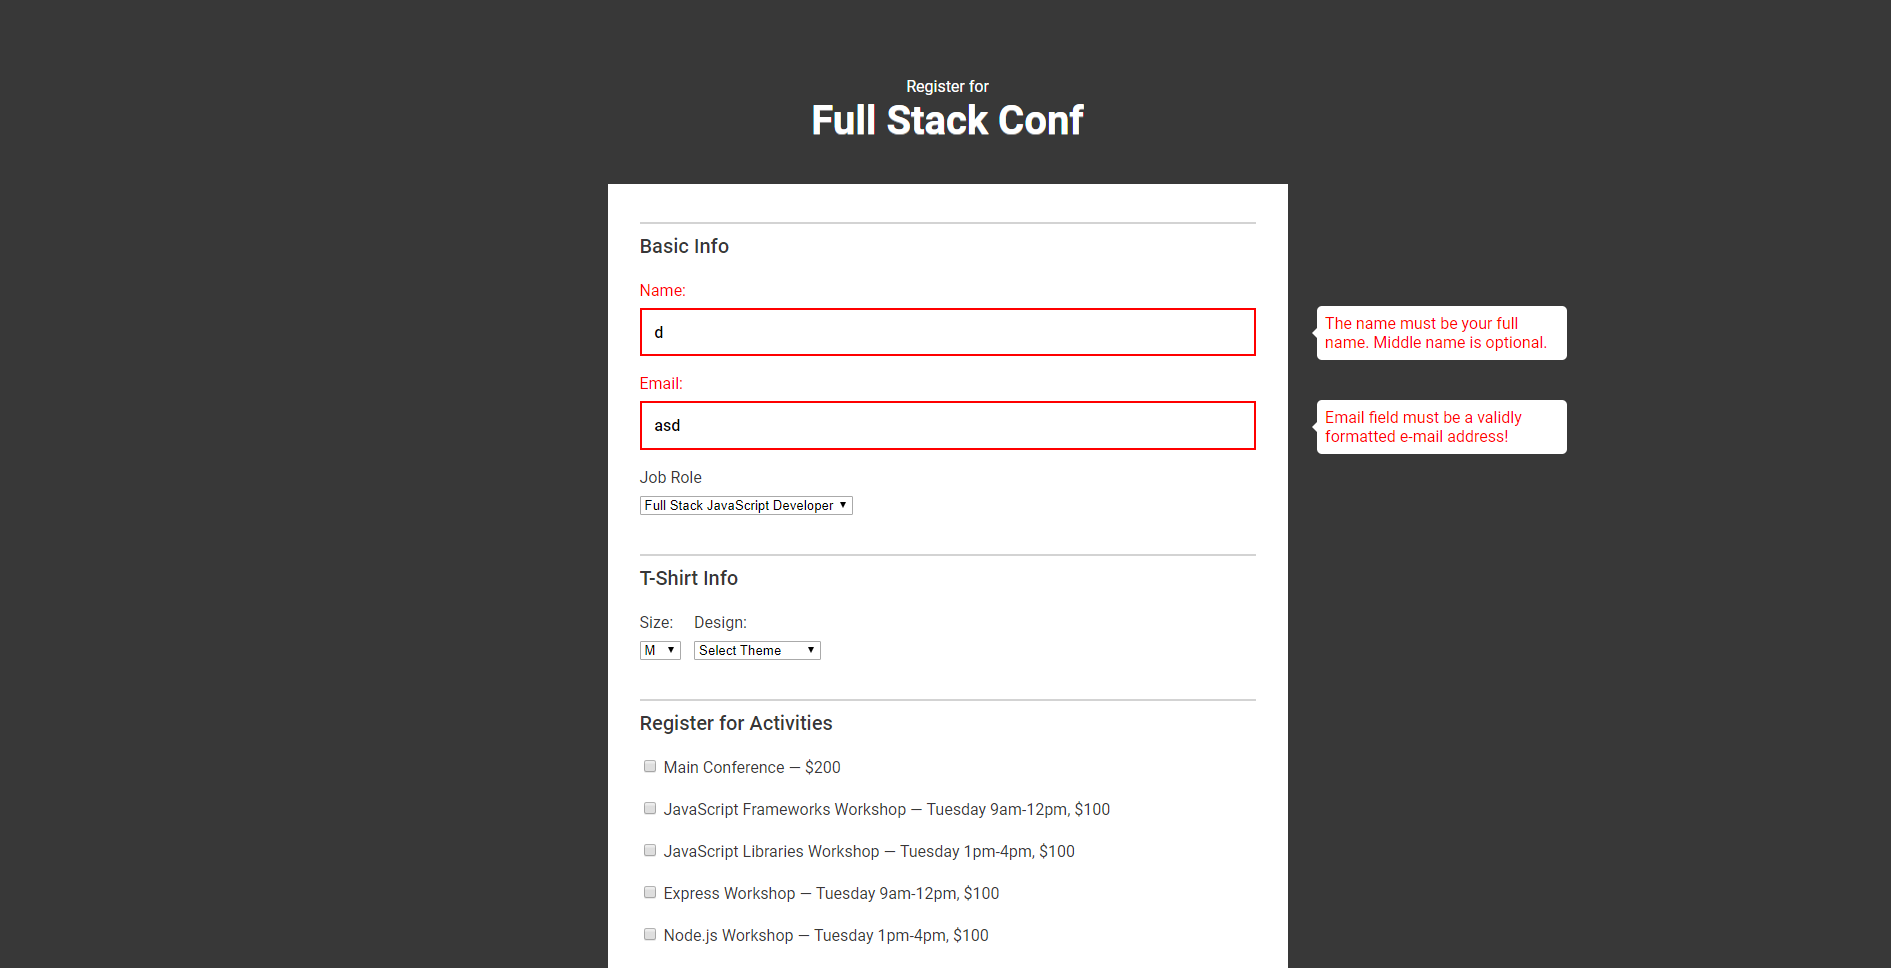 Register for
Full Stack Conf
Basic Info
Name:
d
The name must be your full
name. Middle name is optional.
Email:
asd
Email field must be a validly
formatted e-mail address!
Job Role
Full Stack JavaScript Developer
T-Shirt Info
Size: Design:
M Select Theme
Register for Activities
Main Conference — $200
JavaScript Frameworks Workshop — Tuesday 9am-12pm, $100
JavaScript Libraries Workshop — Tuesday 1pm-4pm, $100
Express Workshop — Tuesday 9am-12pm, $100
Node.js Workshop — Tuesday 1pm-4pm, $100